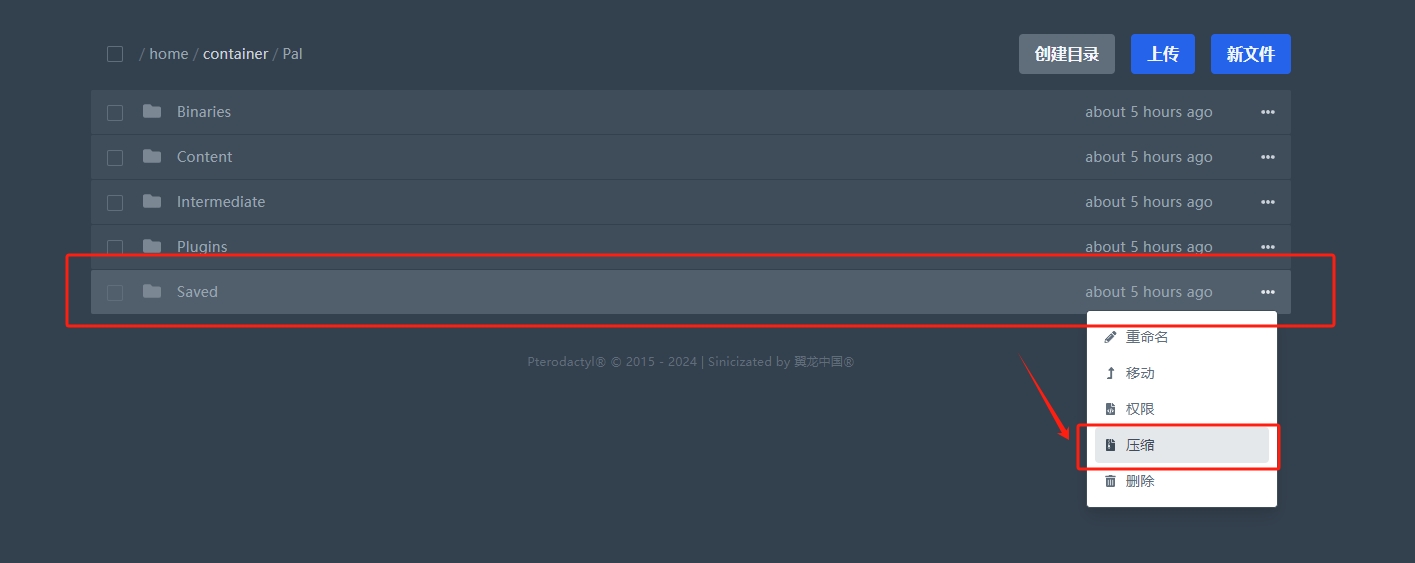 / home / container / Pal
创建目录 上传 新文件
Binaries about 5 hours ago
Content about 5 hours ago
Intermediate about 5 hours ago
Plugins about 5 hours ago
Saved about 5 hours ago
重命名
Pterodactyl® © 2015 - 2024 | Sinicizated by 翼龙中国®
移动
权限
压缩
删除